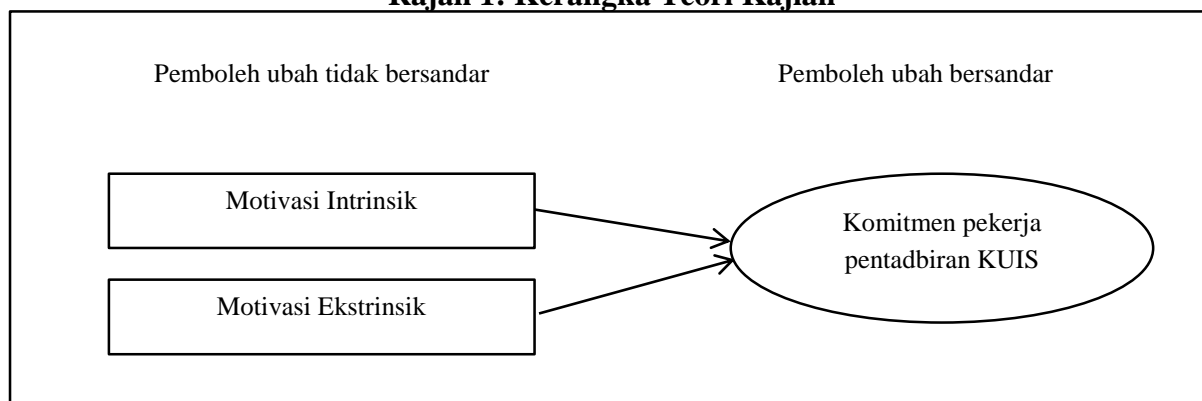 Rajah 1: Kerangka Teori Kajian
Pemboleh ubah tidak bersandar
Pemboleh ubah bersandar
Motivasi Intrinsik
Motivasi Ekstrinsik
Komitmen pekerja
pentadbiran KUIS